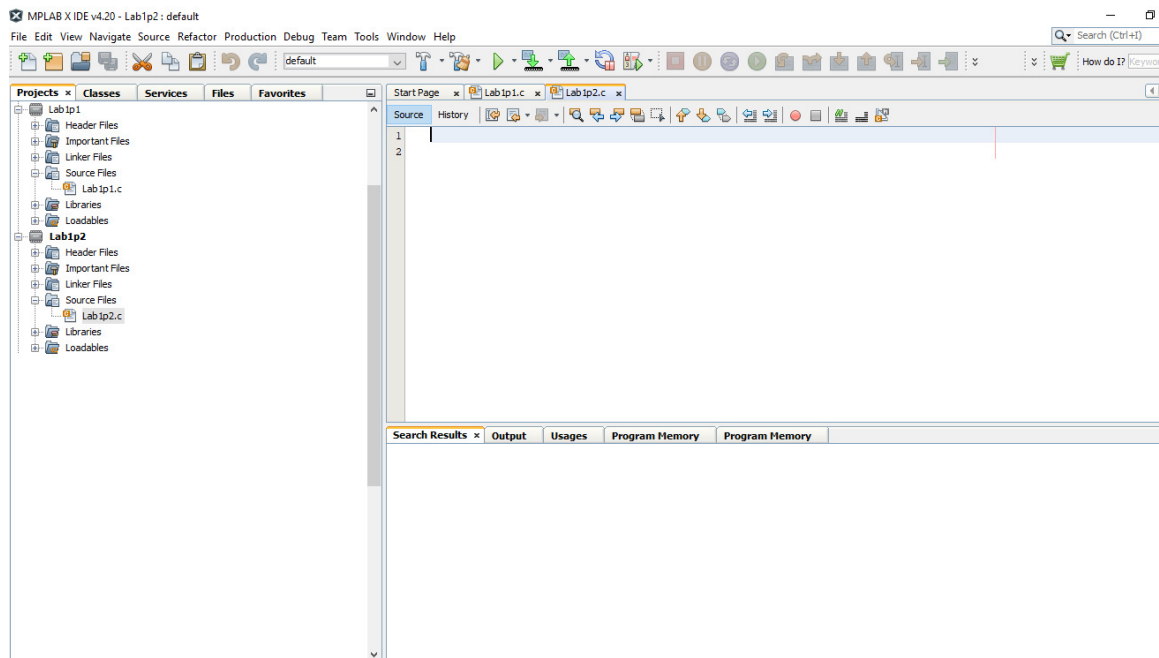 MPLAB X IDE v4.20 - Lab1p2 : default
File Edit View Navigate Source Refactor Production Debug Team Tools Window Help
Search (Ctrl+I)
default
How do I?
Projects Classes Services Files Favorites
Start Page Lab1p1.c Lab1p2.c
Source History
Lab1p1
Header Files
Important Files
Linker Files
Source Files
Lab1p1.c
Libraries
Loadables
Lab1p2
Header Files
Important Files
Linker Files
Source Files
Lab1p2.c
Libraries
Loadables
1
2
Search Results Output Usages Program Memory Program Memory